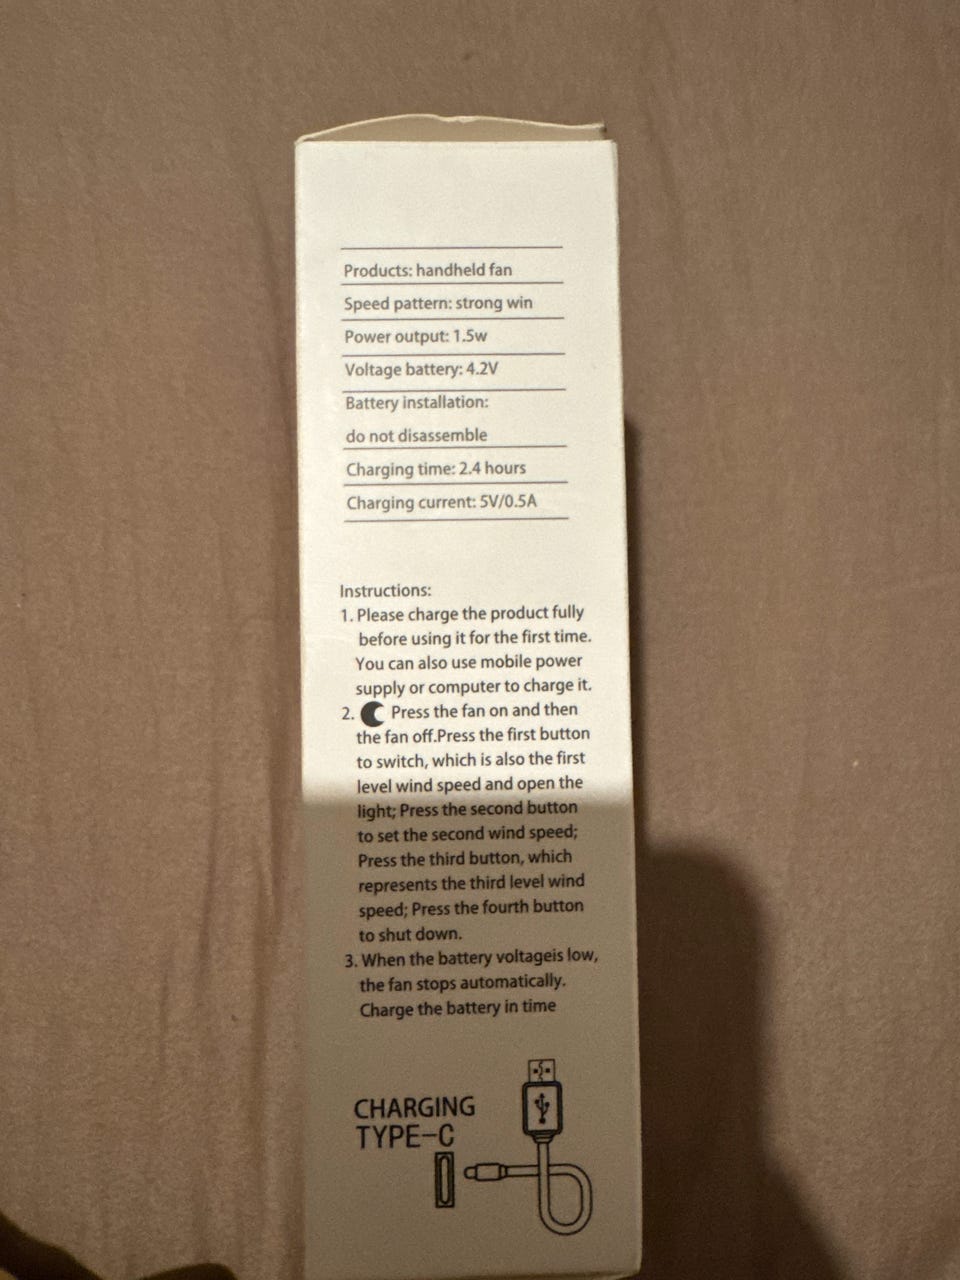 Products: handheld fan
Speed pattern: strong win
Power output: 1.5w
Voltage battery: 4.2V
Battery installation:
do not disassemble
Charging time: 2.4 hours
Charging current: 5V/0.5A
Instructions:
1. Please charge the product fully
before using it for the first time.
You can also use mobile power
supply or computer to charge it.
2. Press the fan on and then
the fan off.Press the first button
to switch, which is also the first
level wind speed and open the
light; Press the second button
to set the second wind speed;
Press the third button, which
represents the third level wind
speed; Press the fourth button
to shut down.
3. When the battery voltageis low,
the fan stops automatically.
Charge the battery in time
CHARGING
TYPE-C